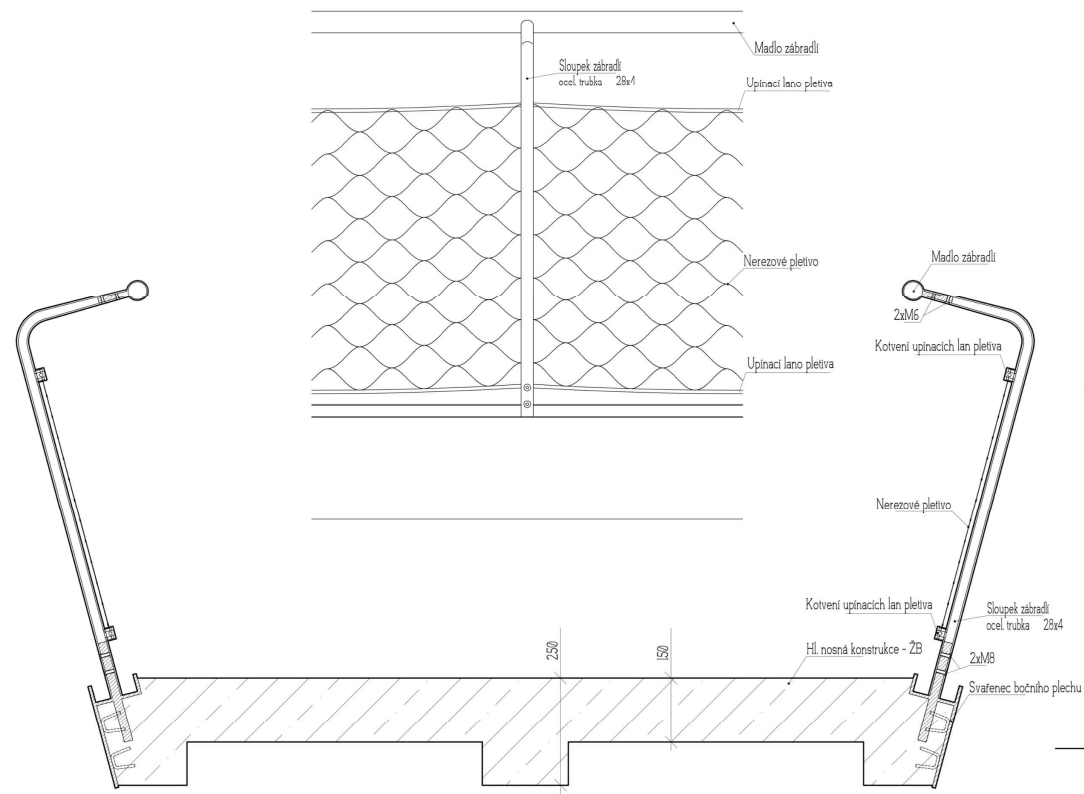 Madlo zábradlí
Sloupek zábradlí
ocel. trubka 28x4
Upínací lano pletiva
Nerezové pletivo
Upínací lano pletiva
Madlo zábradlí
2xM6
Kotvení upínacích lan pletiva
Nerezové pletivo
Kotvení upínacích lan pletiva
Sloupek zábradlí
ocel. trubka 28x4
Hl. nosná konstrukce - ŽB
2xM8
Svařenec bočního plechu
250
150